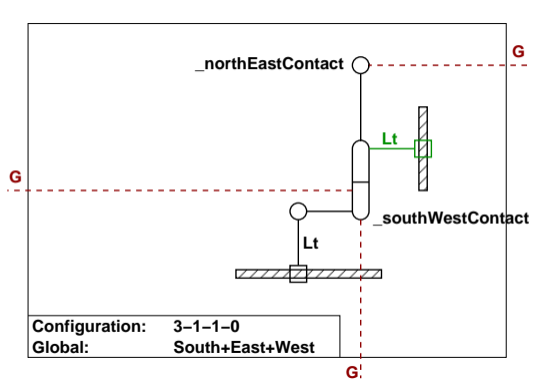 G
_northEastContact
Lt
G
_southWestContact
Lt
Configuration: 3−1−1−0
Global: South+East+West
G